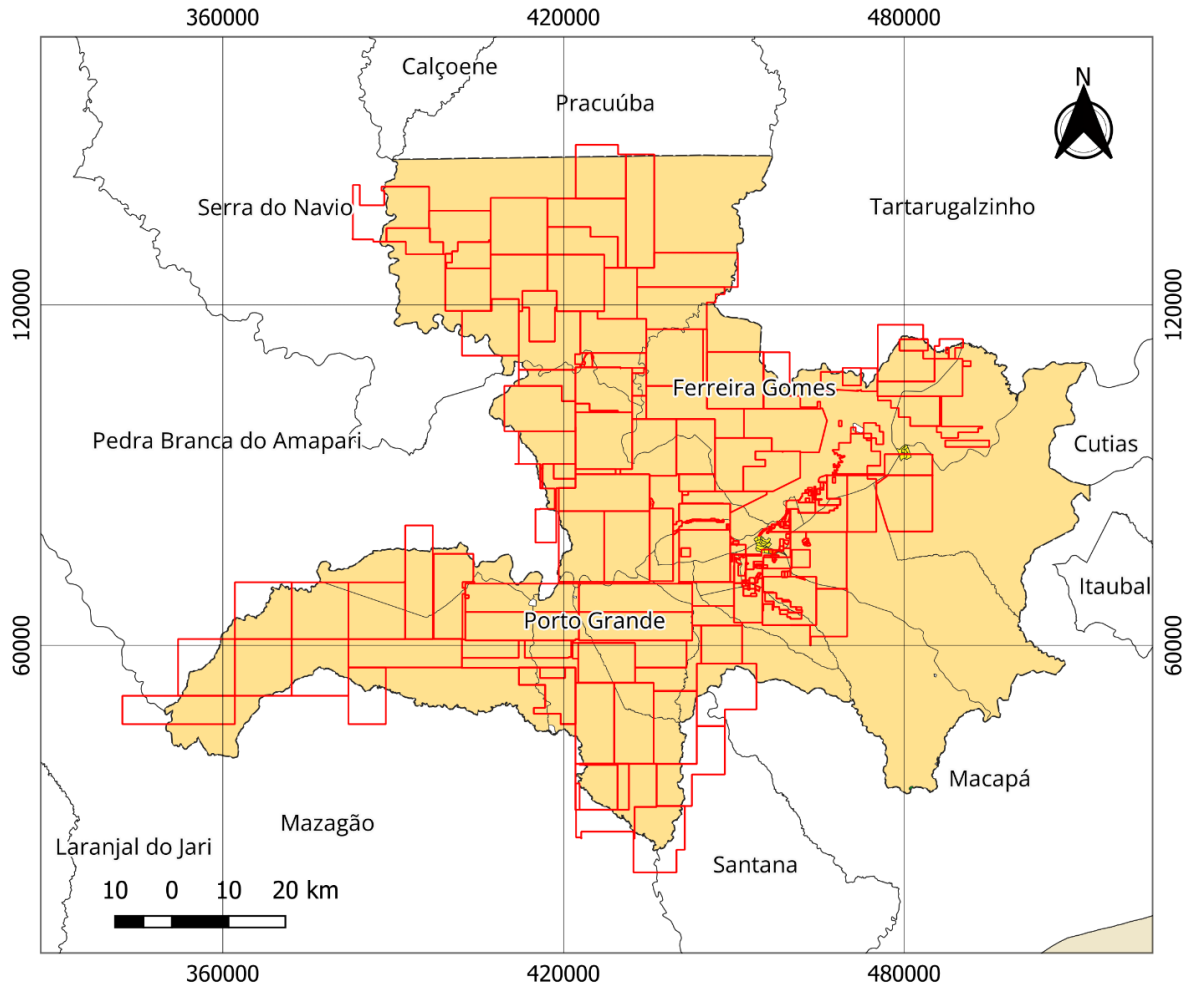 360000 420000 480000
Calçoene
N
Pracuúba
Serra do Navio
Tartarugalzinho
120000
120000
Ferreira Gomes
Pedra Branca do Amapari
Cutias
Itaubal
Porto Grande
60000
60000
Macapá
Mazagão
Laranjal do Jari
Santana
10 0 10 20 km
360000 420000 480000